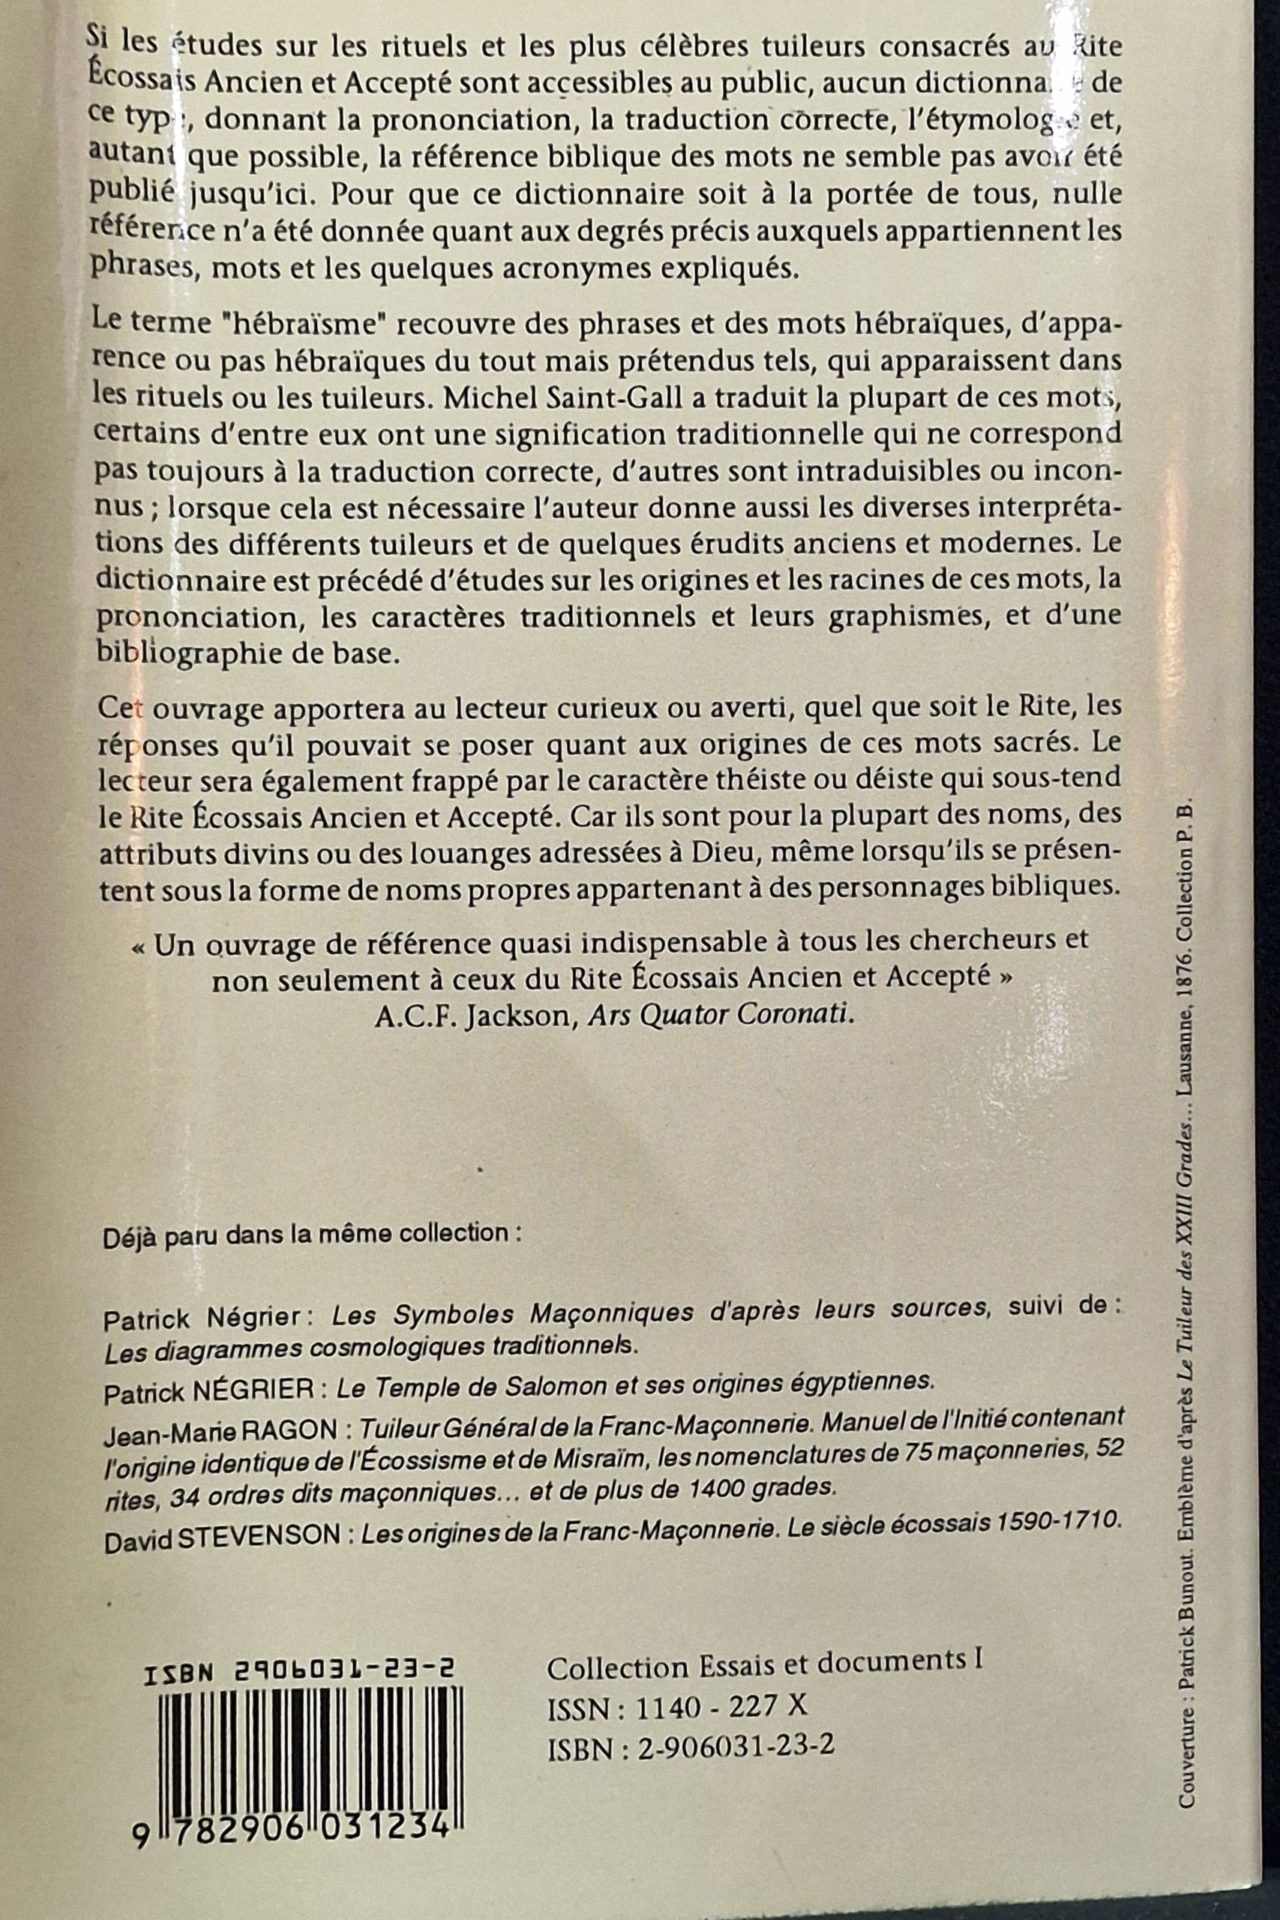 Si les études sur les rituels et les plus célèbres tuileurs consacrés au Rite
Écossais Ancien et Accepté sont accessibles au public, aucun dictionnaire de
ce type, donnant la prononciation, la traduction correcte, l'étymologie et,
autant que possible, la référence biblique des mots ne semble pas avoir été
publié jusqu'ici. Pour que ce dictionnaire soit à la portée de tous, nulle
référence n'a été donnée quant aux degrés précis auxquels appartiennent les
phrases, mots et les quelques acronymes expliqués.
Le terme "hébraïsme" recouvre des phrases et des mots hébraïques, d'appa-
rence ou pas hébraïques du tout mais prétendus tels, qui apparaissent dans
les rituels ou les tuileurs. Michel Saint-Gall a traduit la plupart de ces mots,
certains d'entre eux ont une signification traditionnelle qui ne correspond
pas toujours à la traduction correcte, d'autres sont intraduisibles ou incon-
nus ; lorsque cela est nécessaire l'auteur donne aussi les diverses interpréta-
tions des différents tuileurs et de quelques érudits anciens et modernes. Le
dictionnaire est précédé d'études sur les origines et les racines de ces mots, la
prononciation, les caractères traditionnels et leurs graphismes, et d'une
bibliographie de base.
Cet ouvrage apportera au lecteur curieux ou averti, quel que soit le Rite, les
réponses qu'il pouvait se poser quant aux origines de ces mots sacrés. Le
lecteur sera également frappé par le caractère théiste ou déiste qui sous-tend
le Rite Écossais Ancien et Accepté. Car ils sont pour la plupart des noms, des
attributs divins ou des louanges adressées à Dieu, même lorsqu'ils se présen-
tent sous la forme de noms propres appartenant à des personnages bibliques.
« Un ouvrage de référence quasi indispensable à tous les chercheurs et
non seulement à ceux du Rite Écossais Ancien et Accepté »
A.C.F. Jackson, Ars Quator Coronati.
Déjà paru dans la même collection :
Patrick Négrier : Les Symboles Maçonniques d'après leurs sources, suivi de :
Les diagrammes cosmologiques traditionnels.
Patrick NÉGRIER : Le Temple de Salomon et ses origines égyptiennes.
Jean-Marie RAGON : Tuileur Général de la Franc-Maçonnerie. Manuel de l'Initié contenant
l'origine identique de l'Écossisme et de Misraïm, les nomenclatures de 75 maçonneries, 52
rites, 34 ordres dits maçonniques... et de plus de 1400 grades.
David STEVENSON : Les origines de la Franc-Maçonnerie. Le siècle écossais 1590-1710.
ISBN 2906031-23-2
9 782906 031234
Collection Essais et documents I
ISSN : 1140 - 227 X
ISBN : 2-906031-23-2
Couverture : Patrick Bunout. Emblème d'après Le Tuileur des XXIII Grades... Lausanne, 1876. Collection P. B.